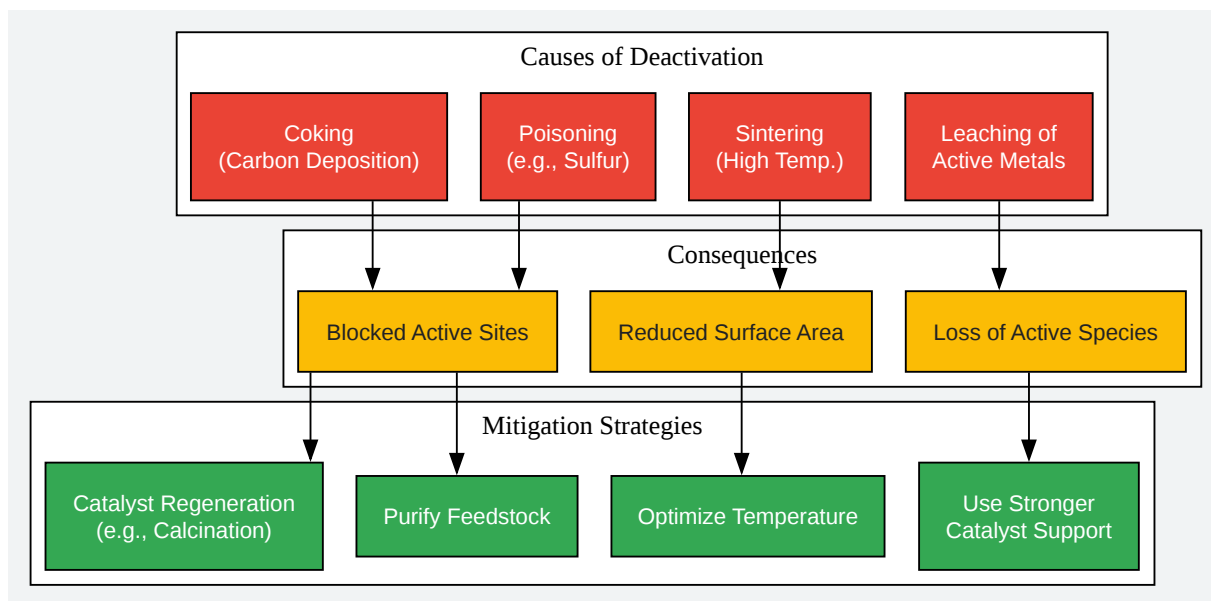 Causes of Deactivation
Coking
(Carbon Deposition)
Poisoning
(e.g., Sulfur)
Sintering
(High Temp.)
Leaching of
Active Metals
Consequences
Blocked Active Sites
Reduced Surface Area
Loss of Active Species
Mitigation Strategies
Catalyst Regeneration
(e.g., Calcination)
Purify Feedstock
Optimize Temperature
Use Stronger
Catalyst Support